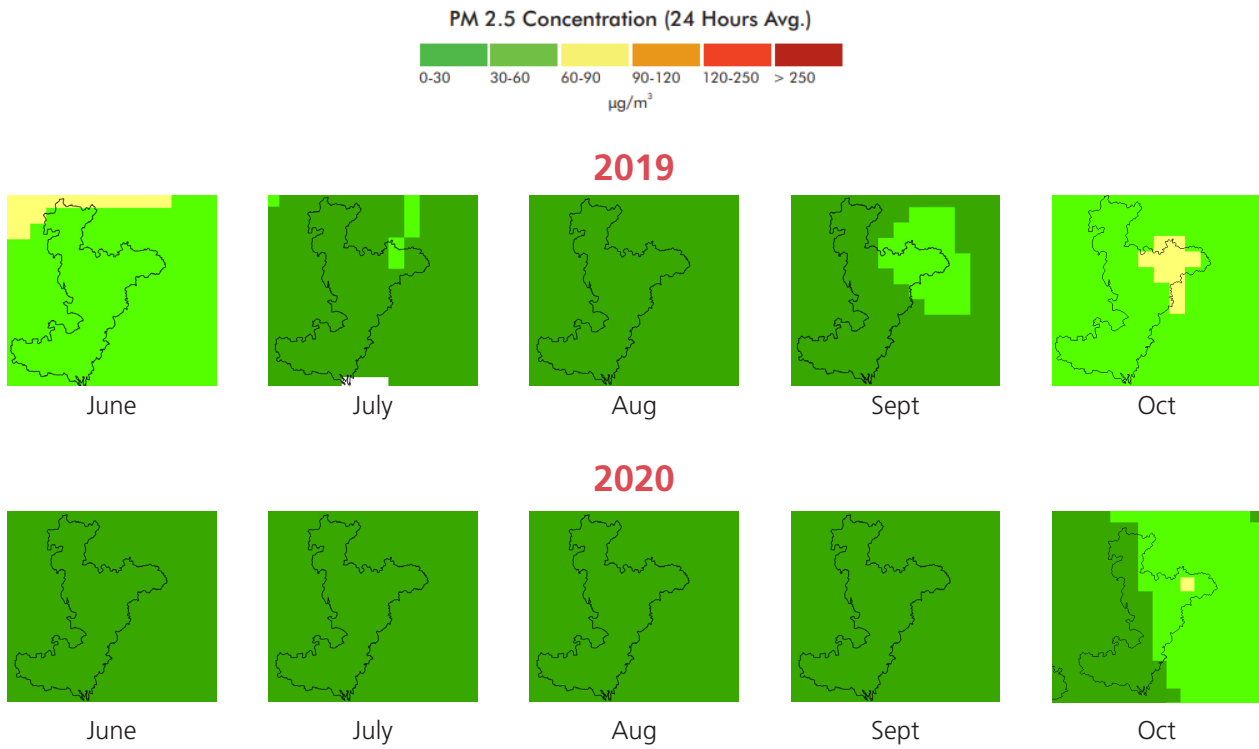 PM 2.5 Concentration (24 Hours Avg.)
0-30 30-60 60-90 90-120 120-250 > 250
µg/m³
2019
June July Aug Sept Oct
2020
June July Aug Sept Oct